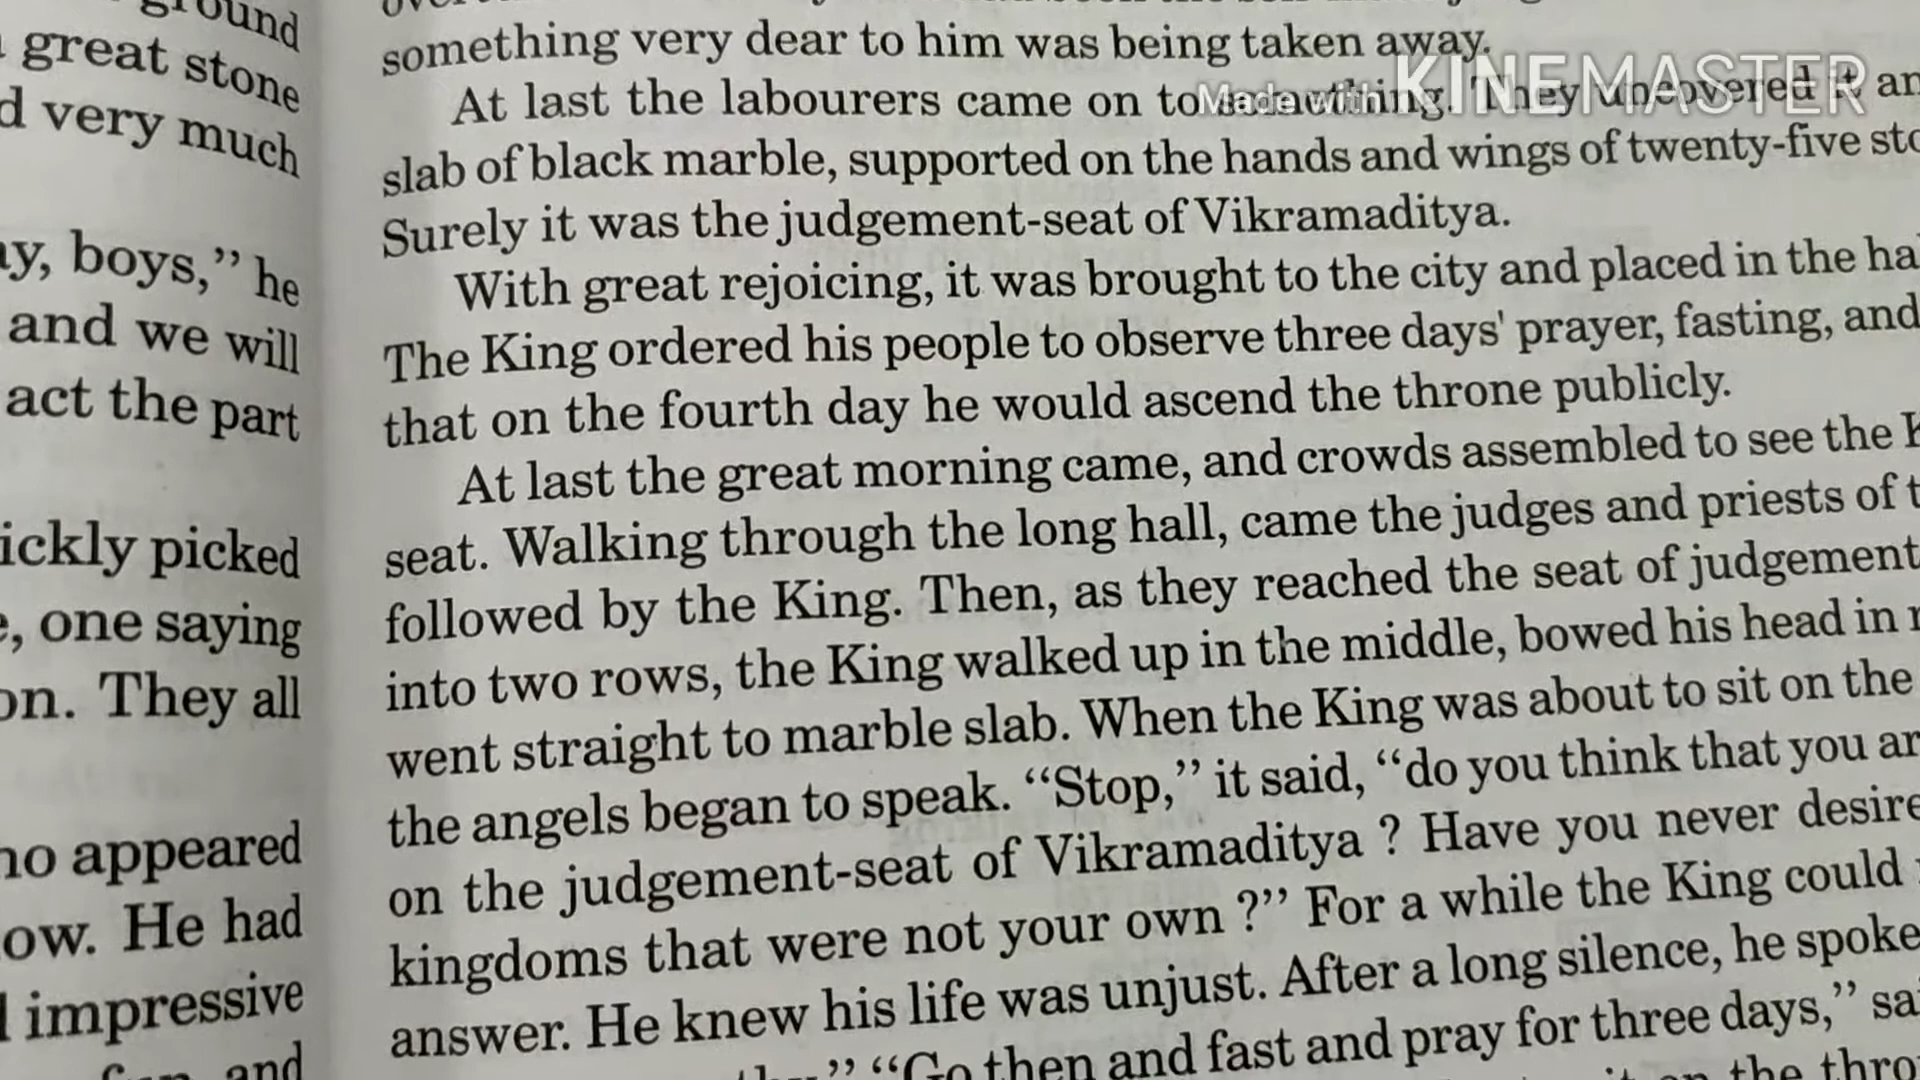 ground
great stone
very much
boys,” he
and we will
act the part
picked
one saying
They all
appeared
He had
impressive
and
something very dear to him was being taken away.
At last the labourers came on to something. They uncovered it
Made with KINEMASTER
slab of black marble, supported on the hands and wings of twenty-five
Surely it was the judgement-seat of Vikramaditya.
With great rejoicing, it was brought to the city and placed in the
The King ordered his people to observe three days' prayer, fasting, and
that on the fourth day he would ascend the throne publicly.
At last the great morning came, and crowds assembled to see the
seat. Walking through the long hall, came the judges and priests of
followed by the King. Then, as they reached the seat of judgement
into two rows, the King walked up in the middle, bowed his head in
went straight to marble slab. When the King was about to sit on the
the angels began to speak. “Stop,” it said, “do you think that you
on the judgement-seat of Vikramaditya ? Have you never
kingdoms that were not your own ?” For a while the King could
answer. He knew his life was unjust. After a long silence, he spoke
“Go then and fast and pray for three days,”
the